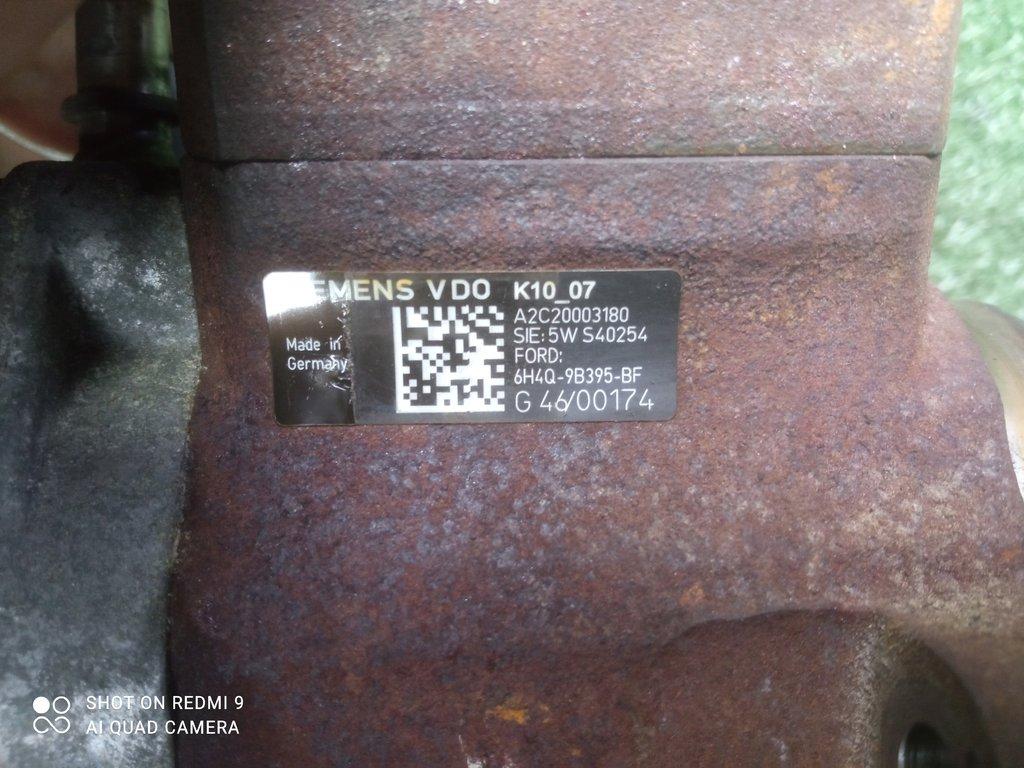 EMENS VDO K10_07
A2C20003180
SIE: 5W S40254
Made in
Germany
FORD:
6H4Q-9B395-BF
G 46/00174
SHOT ON REDMI 9
AI QUAD CAMERA